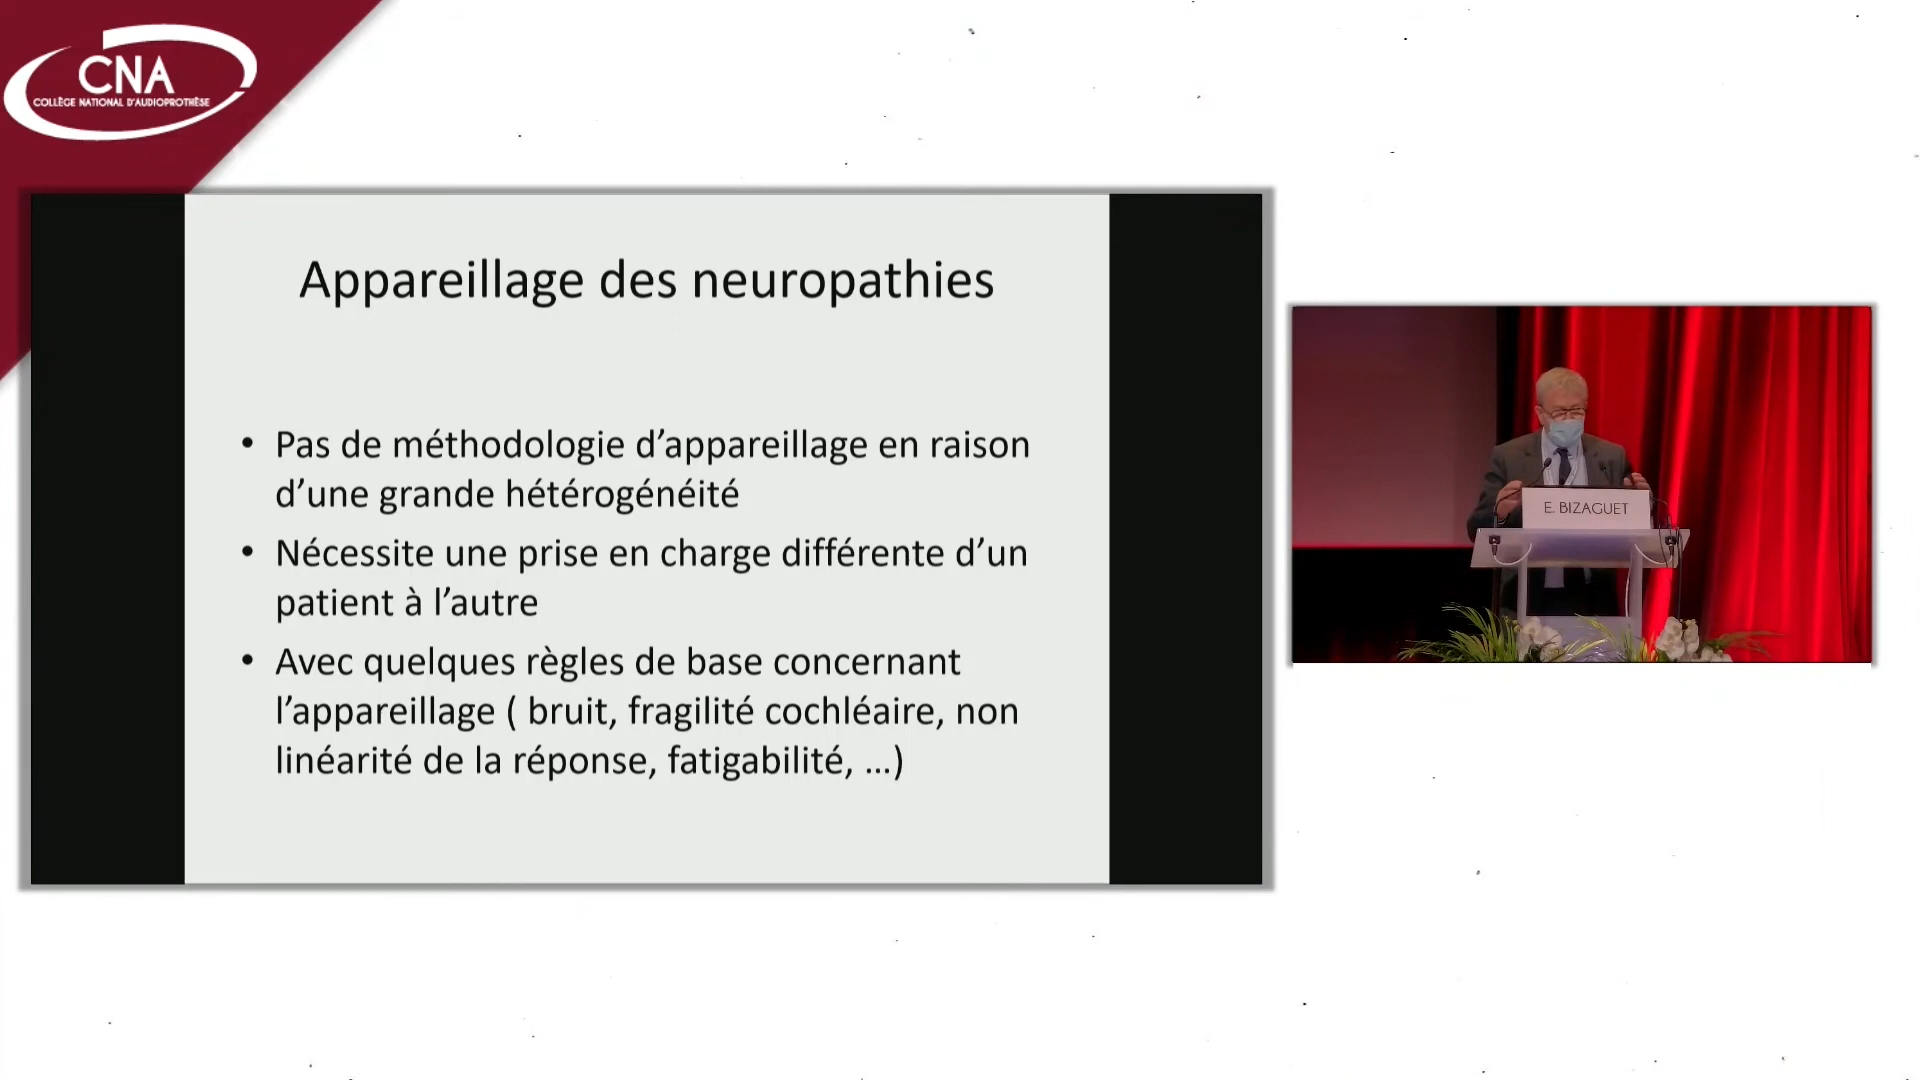 CNA
COLLÈGE NATIONAL D'AUDIOPROTHÈSE
Appareillage des neuropathies
• Pas de méthodologie d’appareillage en raison
d’une grande hétérogénéité
• Nécessite une prise en charge différente d’un
patient à l’autre
• Avec quelques règles de base concernant
l’appareillage ( bruit, fragilité cochléaire, non
linéarité de la réponse, fatigabilité, ...)
E. BIZAGUET